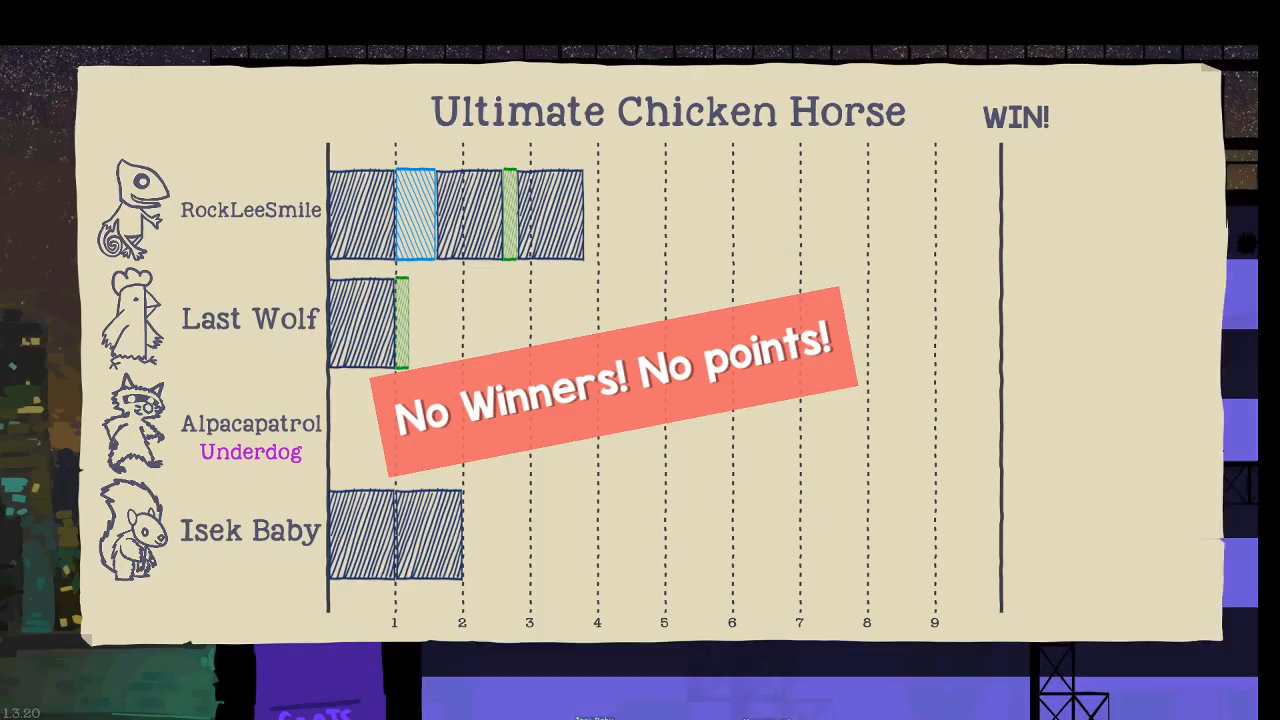 Ultimate Chicken Horse
WIN!
RockLeeSmile
Last Wolf
No Winners! No points!
Alpacapatrol
Underdog
Isek Baby
1 2 3 4 5 6 7 8 9
1.3.20